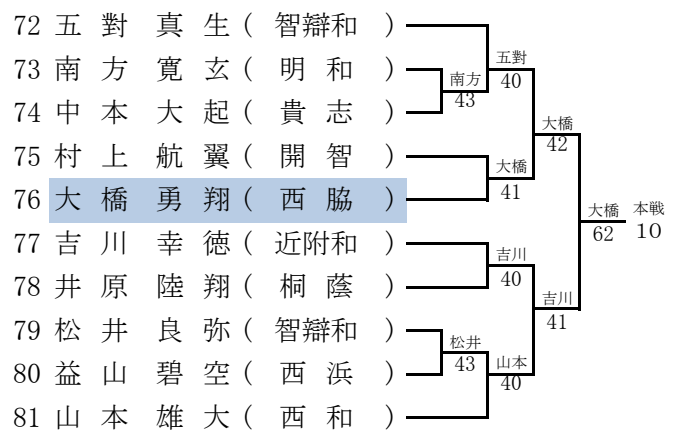 72 五 對 真 生 ( 智辯和 )
五對
73 南 方 寛 玄 ( 明 和 )
南方
40
43
74 中 本 大 起 ( 貴 志 )
大橋
42
75 村 上 航 翼 ( 開 智 )
大橋
41
76 大 橋 勇 翔 ( 西 脇 )
大橋 本戦
62 10
77 吉 川 幸 徳 ( 近附和 )
吉川
40
78 井 原 陸 翔 ( 桐 蔭 )
吉川
41
79 松 井 良 弥 ( 智辯和 )
松井
43
山本
40
80 益 山 碧 空 ( 西 浜 )
81 山 本 雄 大 ( 西 和 )